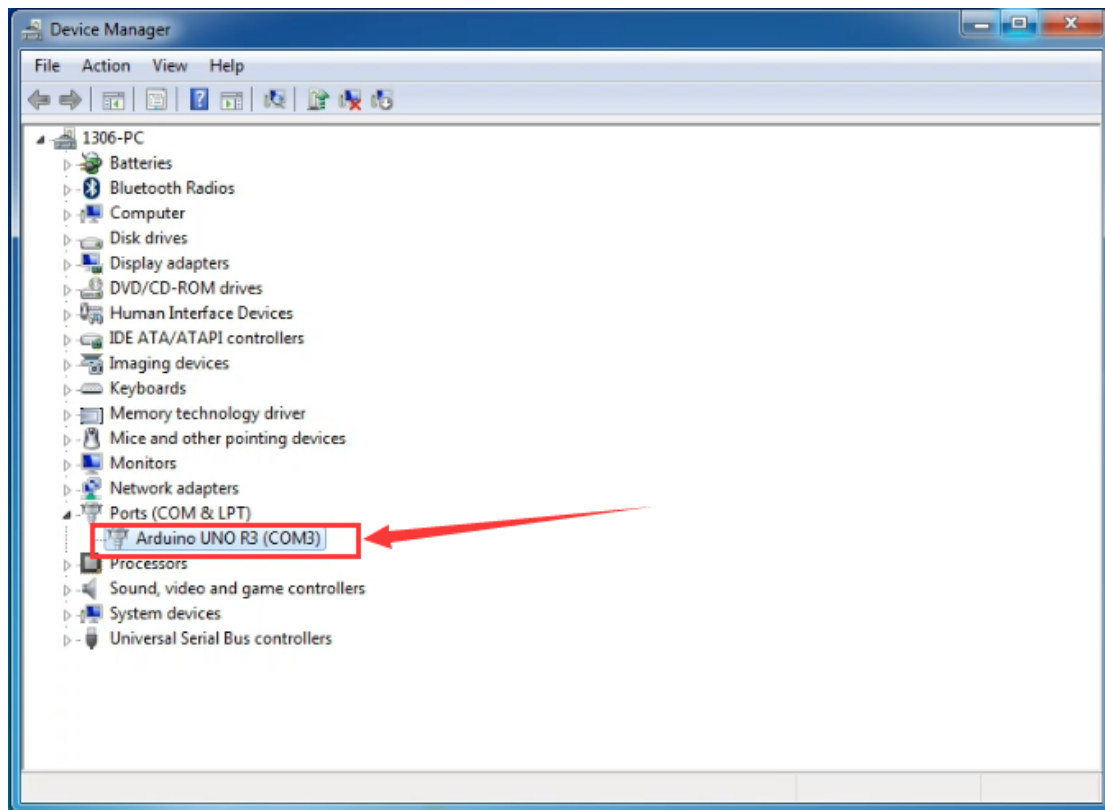 Device Manager
File Action View Help
1306-PC
Batteries
Bluetooth Radios
Computer
Disk drives
Display adapters
DVD/CD-ROM drives
Human Interface Devices
IDE ATA/ATAPI controllers
Imaging devices
Keyboards
Memory technology driver
Mice and other pointing devices
Monitors
Network adapters
Ports (COM & LPT)
Arduino UNO R3 (COM3)
Processors
Sound, video and game controllers
System devices
Universal Serial Bus controllers